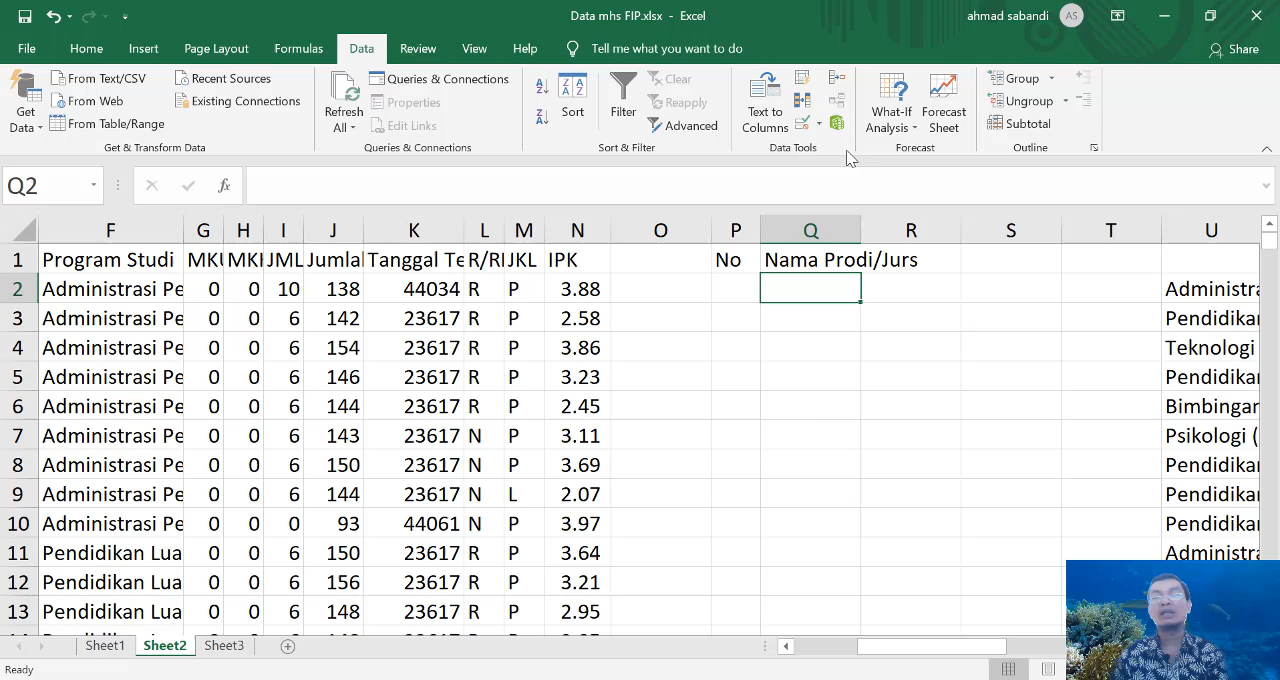 Data mhs FIP.xlsx - Excel
ahmad sabandi AS
File Home Insert Page Layout Formulas Data Review View Help Tell me what you want to do Share
Get Data
From Text/CSV
From Web
From Table/Range
Recent Sources
Existing Connections
Get & Transform Data
Refresh All
Queries & Connections
Properties
Edit Links
Queries & Connections
Sort
Filter
Clear
Reapply
Advanced
Sort & Filter
Text to Columns
Data Tools
What-If Analysis
Forecast Sheet
Forecast
Group
Ungroup
Subtotal
Outline
Q2 fx
F G H I J K L M N O P Q R S T U
1 Program Studi MKU MKK JML Jumlal Tanggal Te R/RI JKL IPK No Nama Prodi/Jurs
2 Administrasi Pe 0 0 10 138 44034 R P 3.88 Administra
3 Administrasi Pe 0 0 6 142 23617 R P 2.58 Pendidikan
4 Administrasi Pe 0 0 6 154 23617 R P 3.86 Teknologi
5 Administrasi Pe 0 0 6 146 23617 R P 3.23 Pendidikan
6 Administrasi Pe 0 0 6 144 23617 R P 2.45 Bimbingan
7 Administrasi Pe 0 0 6 143 23617 N P 3.11 Psikologi (
8 Administrasi Pe 0 0 6 150 23617 N P 3.69 Pendidikan
9 Administrasi Pe 0 0 6 144 23617 N L 2.07 Pendidikan
10 Administrasi Pe 0 0 0 93 44061 N P 3.97 Pendidikan
11 Pendidikan Lua 0 0 6 150 23617 R P 3.64 Administra
12 Pendidikan Lua 0 0 6 156 23617 R P 3.21
13 Pendidikan Lua 0 0 6 148 23617 R P 2.95
Sheet1 Sheet2 Sheet3
Ready